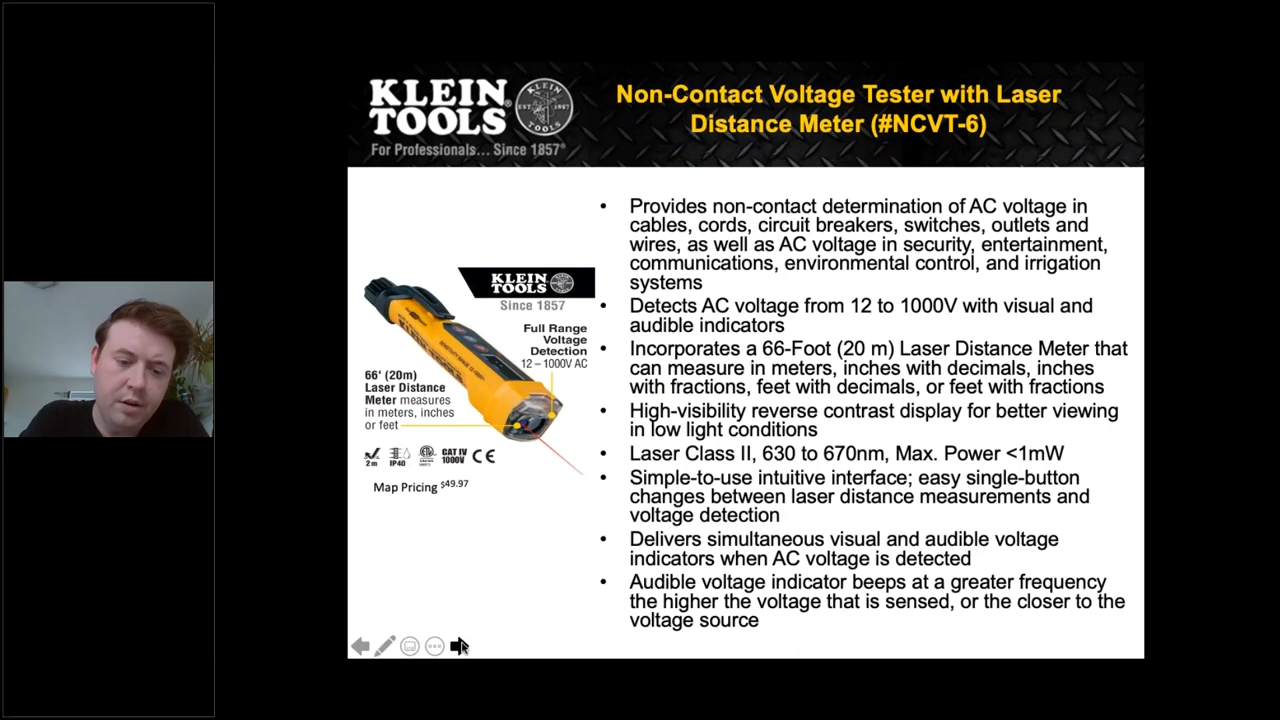 KLEIN
TOOLS®
For Professionals... Since 1857®
KLEIN
EST. 1857
TOOLS
Non-Contact Voltage Tester with Laser
Distance Meter (#NCVT-6)
KLEIN
TOOLS
Since 1857
Full Range
Voltage
Detection
12 – 1000V AC
66' (20m)
Laser Distance
Meter measures
in meters, inches
or feet
KLEIN TOOLS
2 m
IP40
CAT IV
1000V
CE
Map Pricing $49.97
• Provides non-contact determination of AC voltage in
cables, cords, circuit breakers, switches, outlets and
wires, as well as AC voltage in security, entertainment,
communications, environmental control, and irrigation
systems
• Detects AC voltage from 12 to 1000V with visual and
audible indicators
• Incorporates a 66-Foot (20 m) Laser Distance Meter that
can measure in meters, inches with decimals, inches
with fractions, feet with decimals, or feet with fractions
• High-visibility reverse contrast display for better viewing
in low light conditions
• Laser Class II, 630 to 670nm, Max. Power <1mW
• Simple-to-use intuitive interface; easy single-button
changes between laser distance measurements and
voltage detection
• Delivers simultaneous visual and audible voltage
indicators when AC voltage is detected
• Audible voltage indicator beeps at a greater frequency
the higher the voltage that is sensed, or the closer to the
voltage source